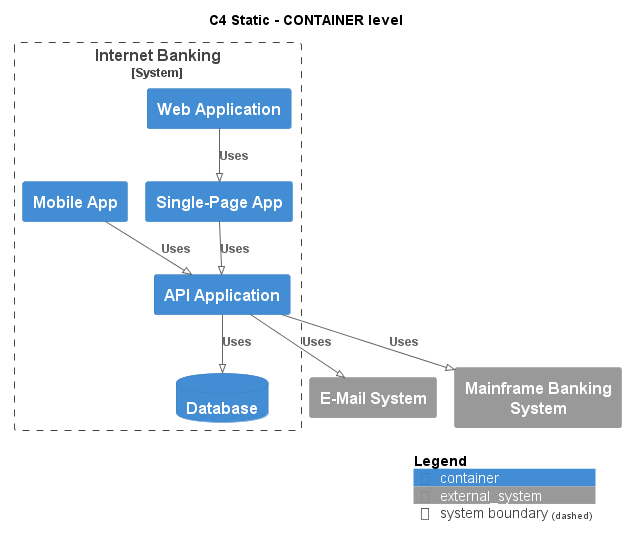 C4 Static - CONTAINER level
Internet Banking
[System]
Web Application
Uses
Mobile App
Single-Page App
Uses
Uses
API Application
Uses
Uses
Uses
Database
E-Mail System
Mainframe Banking
System
Legend
container
external_system
system boundary (dashed)